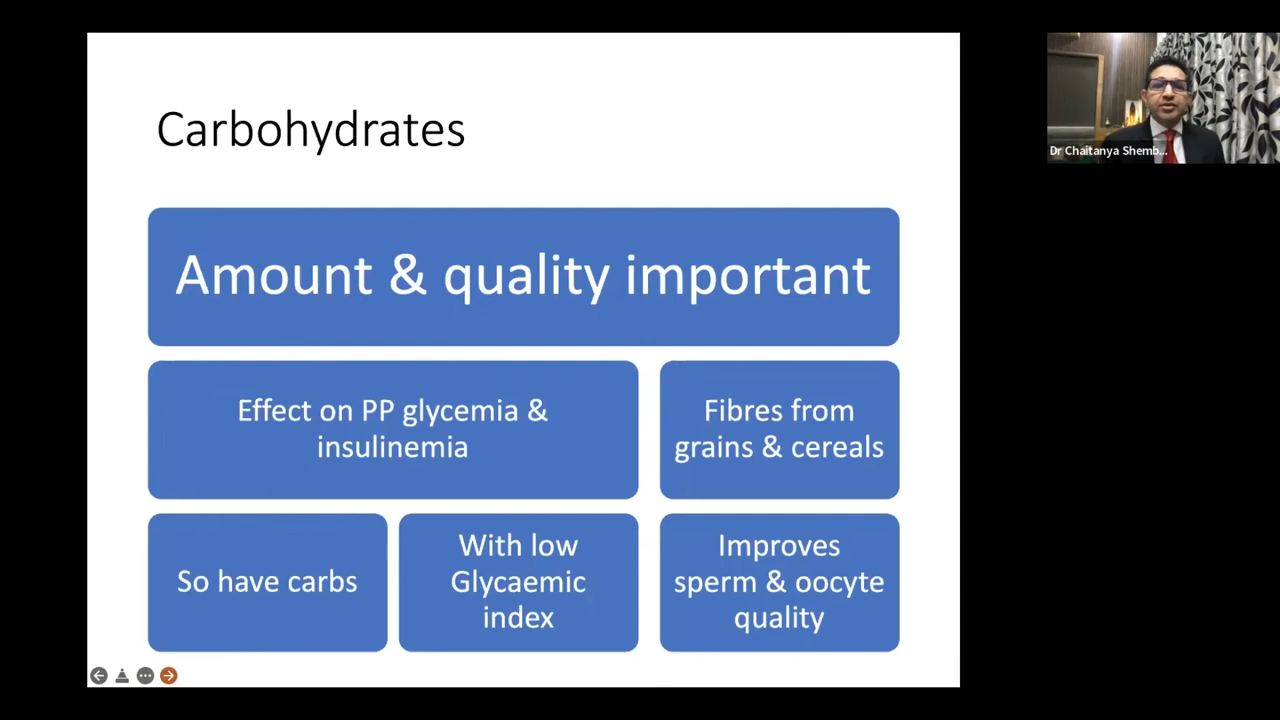 Carbohydrates
Amount & quality important
Effect on PP glycemia &
insulinemia
Fibres from
grains & cereals
So have carbs
With low
Glycaemic
index
Improves
sperm & oocyte
quality
Dr Chaitanya Shemb...